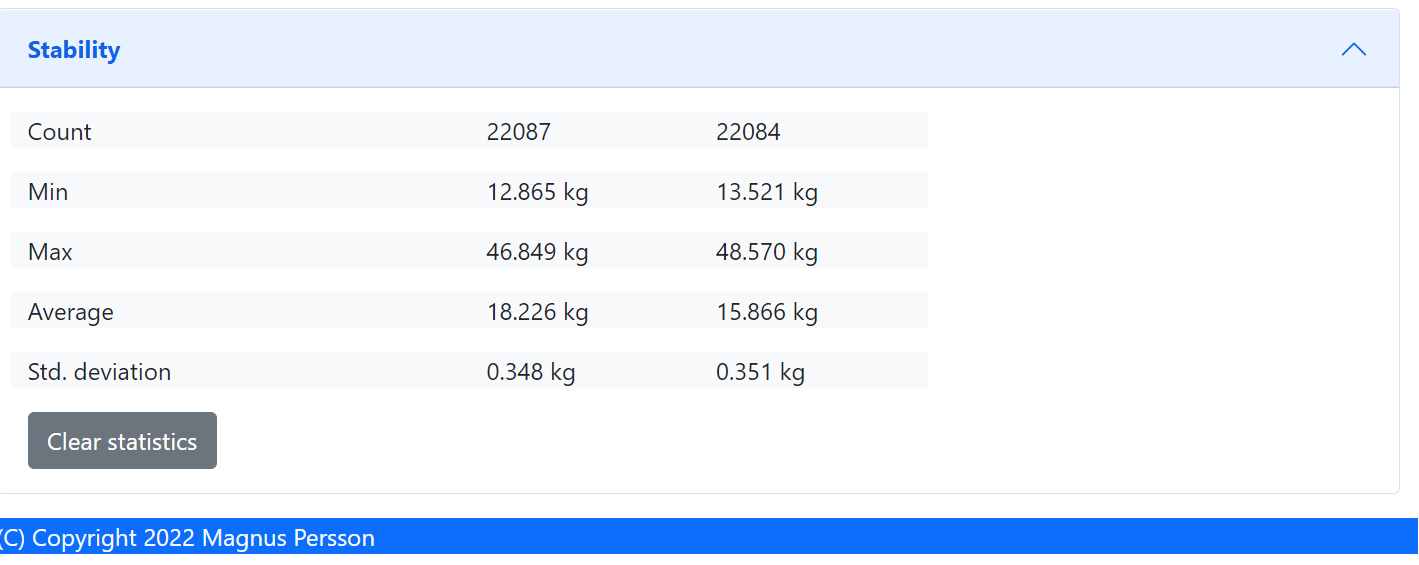 Stability
Count 22087 22084
Min 12.865 kg 13.521 kg
Max 46.849 kg 48.570 kg
Average 18.226 kg 15.866 kg
Std. deviation 0.348 kg 0.351 kg
Clear statistics
(C) Copyright 2022 Magnus Persson